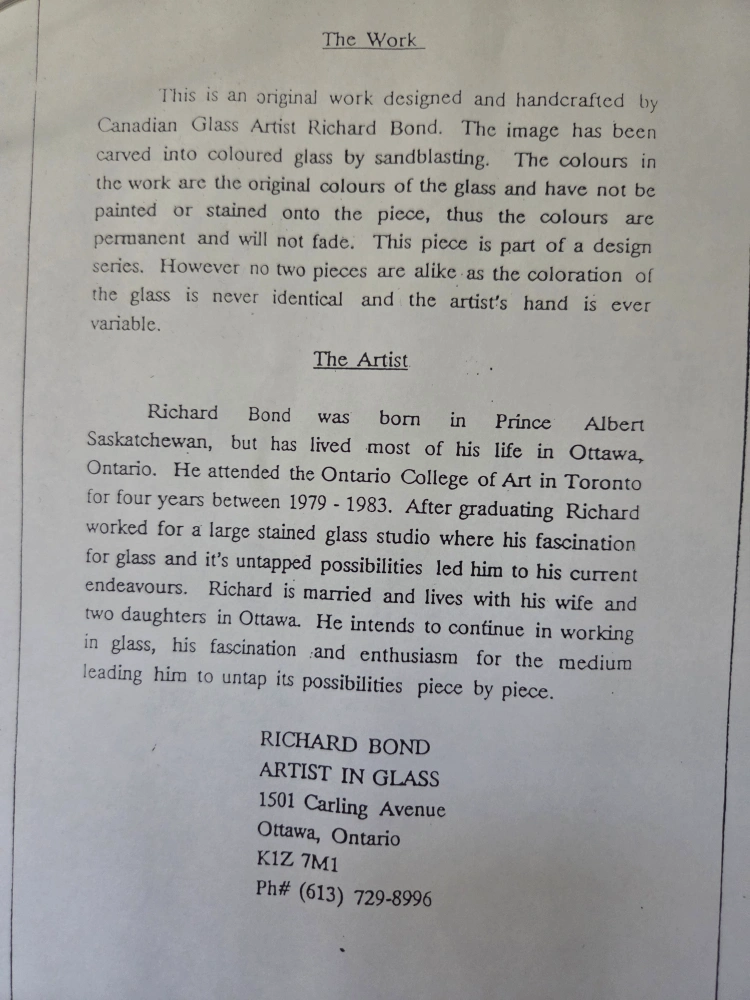 The Work
This is an original work designed and handcrafted by
Canadian Glass Artist Richard Bond. The image has been
carved into coloured glass by sandblasting. The colours in
the work are the original colours of the glass and have not be
painted or stained onto the piece, thus the colours are
permanent and will not fade. This piece is part of a design
series. However no two pieces are alike as the coloration of
the glass is never identical and the artist's hand is ever
variable.
The Artist
Richard Bond was born in Prince Albert
Saskatchewan, but has lived most of his life in Ottawa,
Ontario. He attended the Ontario College of Art in Toronto
for four years between 1979 - 1983. After graduating Richard
worked for a large stained glass studio where his fascination
for glass and it's untapped possibilities led him to his current
endeavours. Richard is married and lives with his wife and
two daughters in Ottawa. He intends to continue in working
in glass, his fascination and enthusiasm for the medium
leading him to untap its possibilities piece by piece.
RICHARD BOND
ARTIST IN GLASS
1501 Carling Avenue
Ottawa, Ontario
K1Z 7M1
Ph# (613) 729-8996